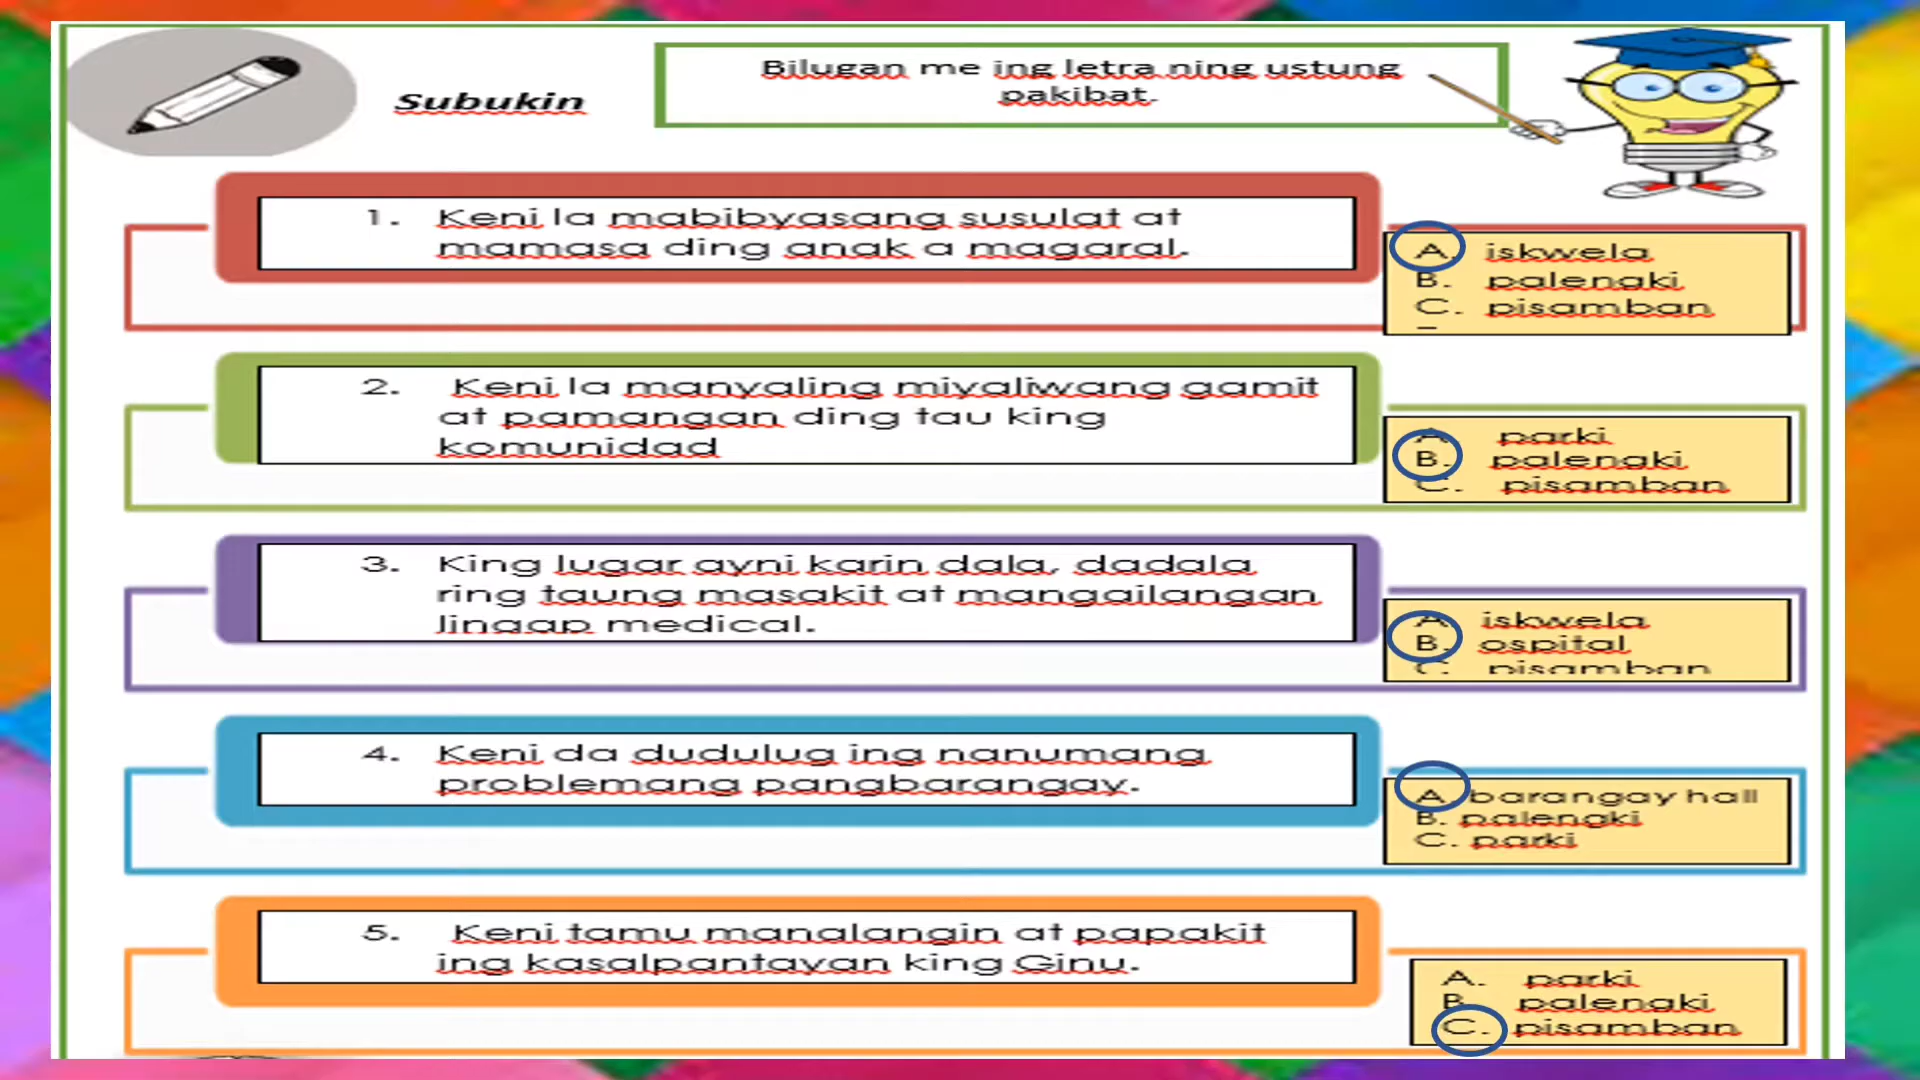 Subukin
Bilugan me ing letra ning ustung
pakibat.
1. Keni la mabibyasang susulat at
mamasa ding anak a magaral.
A. iskwela
B. palengki
C. pisamban
2. Keni la manyaling miyaliwang gamit
at pamangan ding tau king
komunidad
A. parki
B. palengki
C. pisamban
3. King lugar ayni karin dala, dadala
ring taung masakit at mangailangan
lingap medical.
A. iskwela
B. ospital
C. pisamban
4. Keni da dudulug ing nanumang
problemang pangbarangay.
A. barangay hall
B. palengki
C. parki
5. Keni tamu manalangin at papakit
ing kasalpantayan king Ginu.
A. parki
B. palengki
C. pisamban